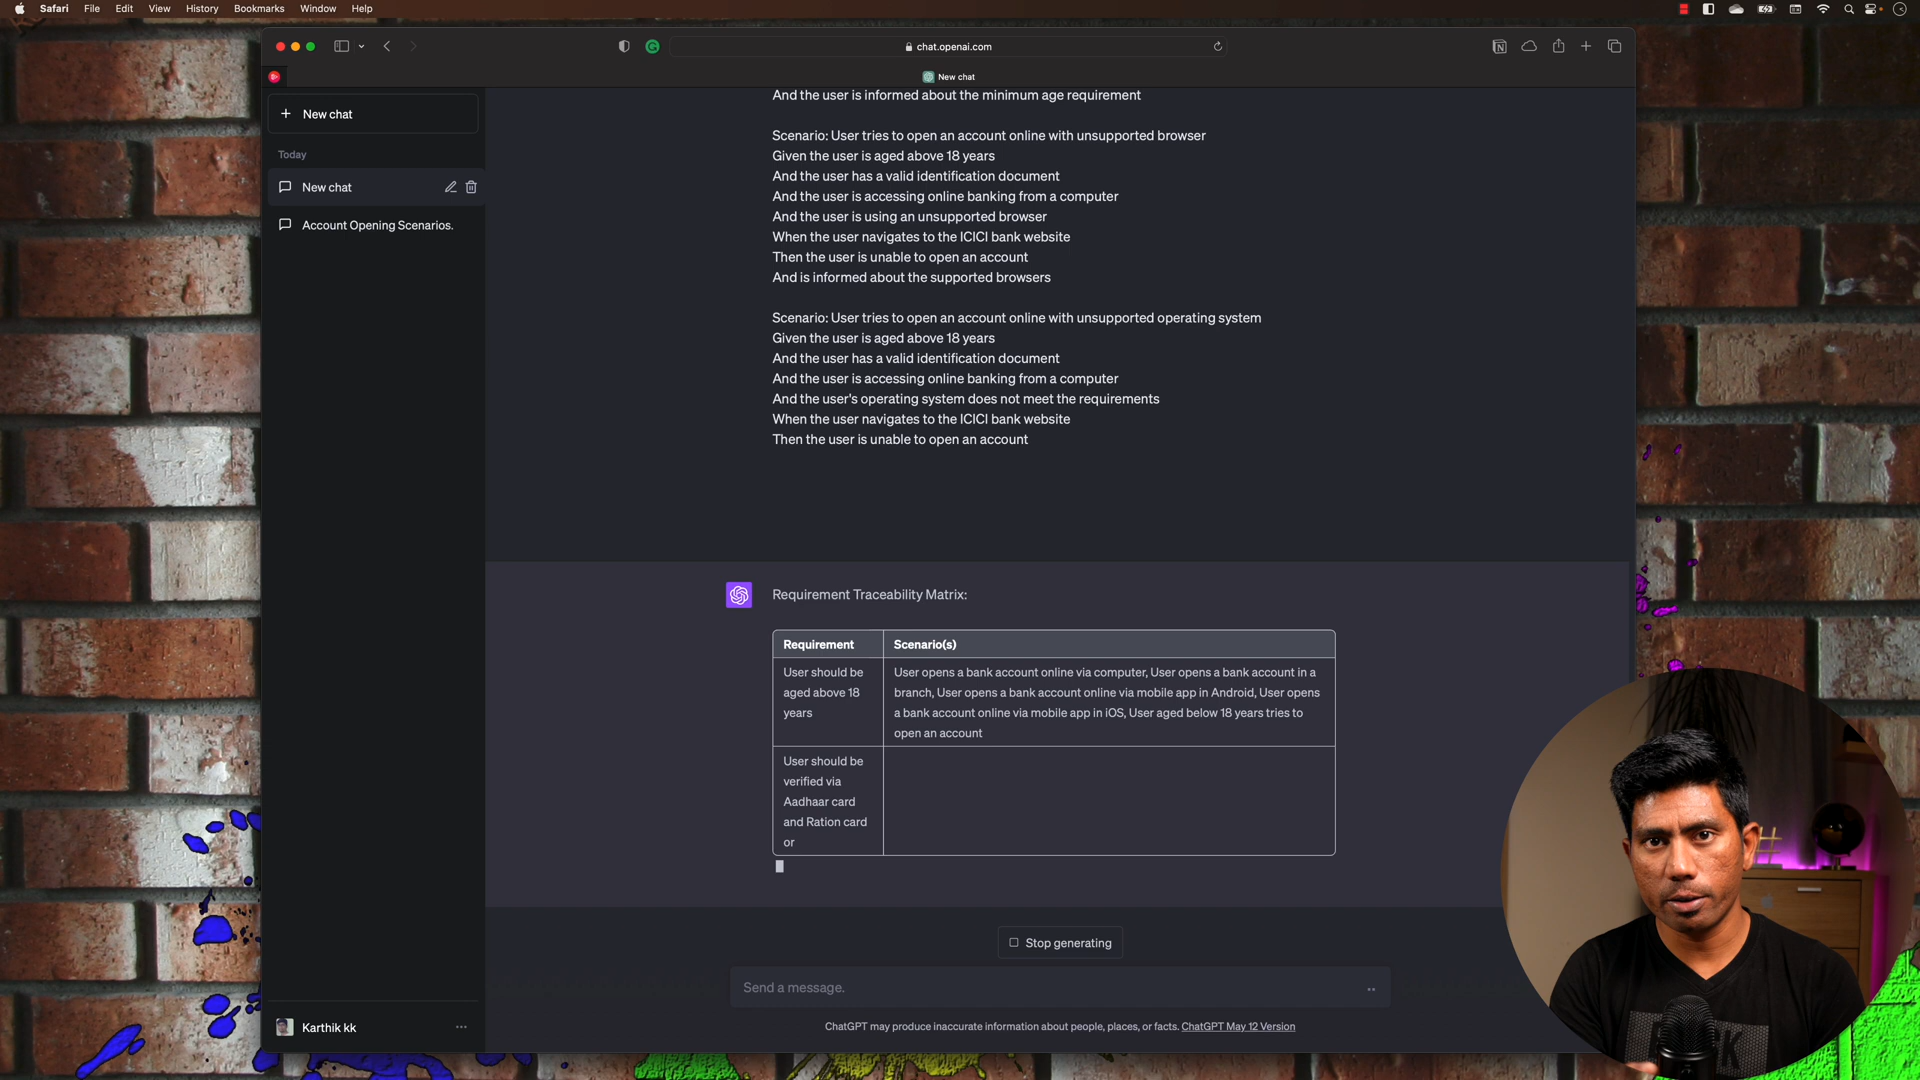 Safari File Edit View History Bookmarks Window Help
chat.openai.com
New chat
New chat
Today
New chat
Account Opening Scenarios.
And the user is informed about the minimum age requirement
Scenario: User tries to open an account online with unsupported browser
Given the user is aged above 18 years
And the user has a valid identification document
And the user is accessing online banking from a computer
And the user is using an unsupported browser
When the user navigates to the ICICI bank website
Then the user is unable to open an account
And is informed about the supported browsers
Scenario: User tries to open an account online with unsupported operating system
Given the user is aged above 18 years
And the user has a valid identification document
And the user is accessing online banking from a computer
And the user's operating system does not meet the requirements
When the user navigates to the ICICI bank website
Then the user is unable to open an account
Requirement Traceability Matrix:
Requirement Scenario(s)
User should be
aged above 18
years
User opens a bank account online via computer, User opens a bank account in a
branch, User opens a bank account online via mobile app in Android, User opens
a bank account online via mobile app in iOS, User aged below 18 years tries to
open an account
User should be
verified via
Aadhaar card
and Ration card
or
Stop generating
Send a message.
ChatGPT may produce inaccurate information about people, places, or facts. ChatGPT May 12 Version
Karthik kk